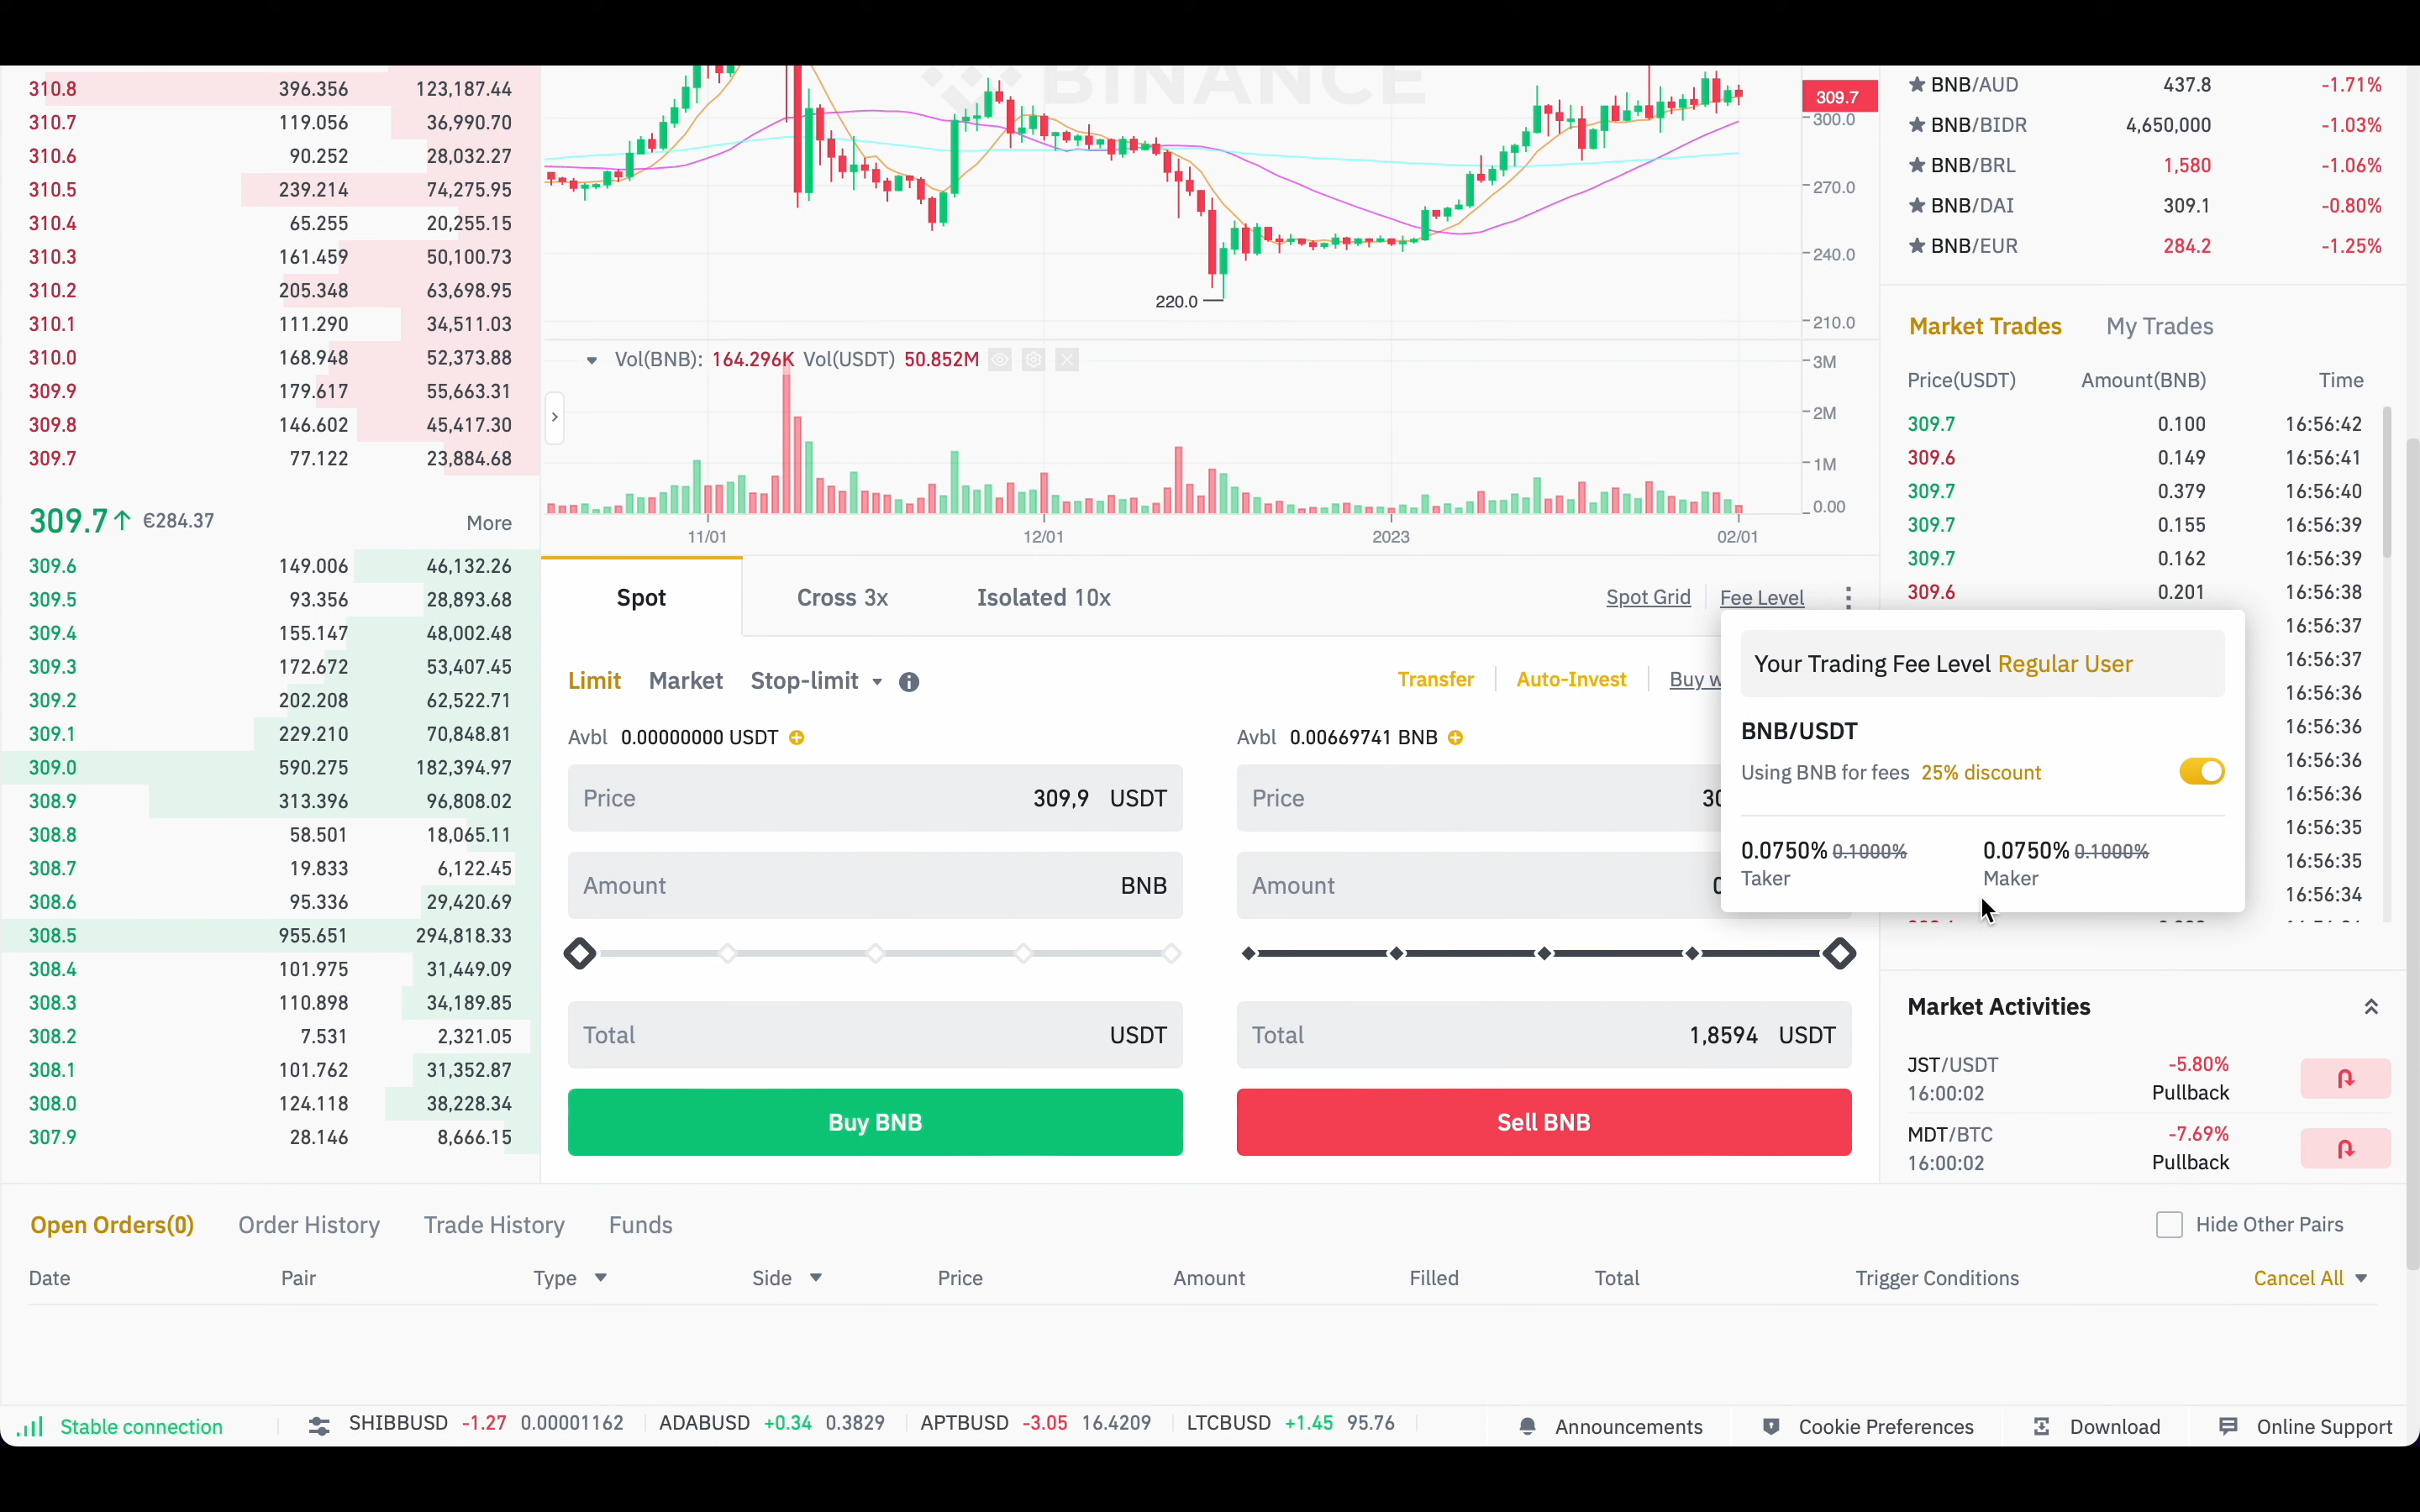 310.8 396.356 123,187.44
310.7 119.056 36,990.70
310.6 90.252 28,032.27
310.5 239.214 74,275.95
310.4 65.255 20,255.15
310.3 161.459 50,100.73
310.2 205.348 63,698.95
310.1 111.290 34,511.03
310.0 168.948 52,373.88
309.9 179.617 55,663.31
309.8 146.602 45,417.30
309.7 77.122 23,884.68
309.7↑ €284.37 More
309.6 149.006 46,132.26
309.5 93.356 28,893.68
309.4 155.147 48,002.48
309.3 172.672 53,407.45
309.2 202.208 62,522.71
309.1 229.210 70,848.81
309.0 590.275 182,394.97
308.9 313.396 96,808.02
308.8 58.501 18,065.11
308.7 19.833 6,122.45
308.6 95.336 29,420.69
308.5 955.651 294,818.33
308.4 101.975 31,449.09
308.3 110.898 34,189.85
308.2 7.531 2,321.05
308.1 101.762 31,352.87
308.0 124.118 38,228.34
307.9 28.146 8,666.15
BINANCE
309.7
300.0
270.0
240.0
220.0
210.0
Vol(BNB): 164.296K Vol(USDT) 50.852M
3M
2M
1M
0.00
11/01 12/01 2023 02/01
Spot Cross 3x Isolated 10x Spot Grid Fee Level
Limit Market Stop-limit Transfer Auto-Invest Buy
Avbl 0.00000000 USDT
Price 309,9 USDT
Amount BNB
Total USDT
Buy BNB
Avbl 0.00669741 BNB
Price 30
Amount 0
Total 1,8594 USDT
Sell BNB
Your Trading Fee Level Regular User
BNB/USDT
Using BNB for fees 25% discount
0.0750% 0.1000% 0.0750% 0.1000%
Taker Maker
BNB/AUD 437.8 -1.71%
BNB/BIDR 4,650,000 -1.03%
BNB/BRL 1,580 -1.06%
BNB/DAI 309.1 -0.80%
BNB/EUR 284.2 -1.25%
Market Trades My Trades
Price(USDT) Amount(BNB) Time
309.7 0.100 16:56:42
309.6 0.149 16:56:41
309.7 0.379 16:56:40
309.7 0.155 16:56:39
309.7 0.162 16:56:39
309.6 0.201 16:56:38
16:56:37
16:56:37
16:56:36
16:56:36
16:56:36
16:56:36
16:56:35
16:56:35
16:56:34
Market Activities
JST/USDT -5.80%
16:00:02 Pullback
MDT/BTC -7.69%
16:00:02 Pullback
Open Orders(0) Order History Trade History Funds Hide Other Pairs
Date Pair Type Side Price Amount Filled Total Trigger Conditions Cancel All
Stable connection SHIBBUSD -1.27 0.00001162 ADABUSD +0.34 0.3829 APTBUSD -3.05 16.4209 LTCBUSD +1.45 95.76 Announcements Cookie Preferences Download Online Support